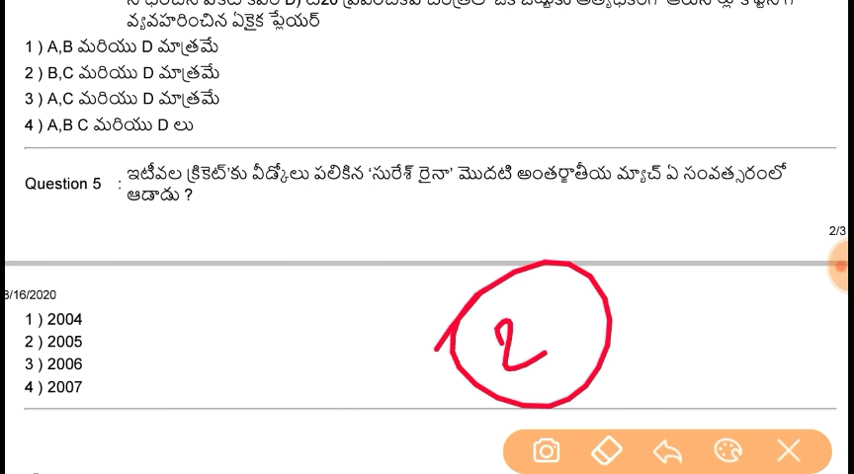 వ్యవహరించిన ఏకైక ప్లేయర్
1 ) A,B మరియు D మాత్రమే
2 ) B,C మరియు D మాత్రమే
3 ) A,C మరియు D మాత్రమే
4 ) A,B C మరియు D లు
Question 5 : ఇటీవల క్రికెట్'కు వీడ్కోలు పలికిన 'సురేశ్ రైనా' మొదటి అంతర్జాతీయ మ్యాచ్ ఏ సంవత్సరంలో
ఆడాడు ?
2/3
8/16/2020
1 ) 2004
2 ) 2005
3 ) 2006
4 ) 2007
2